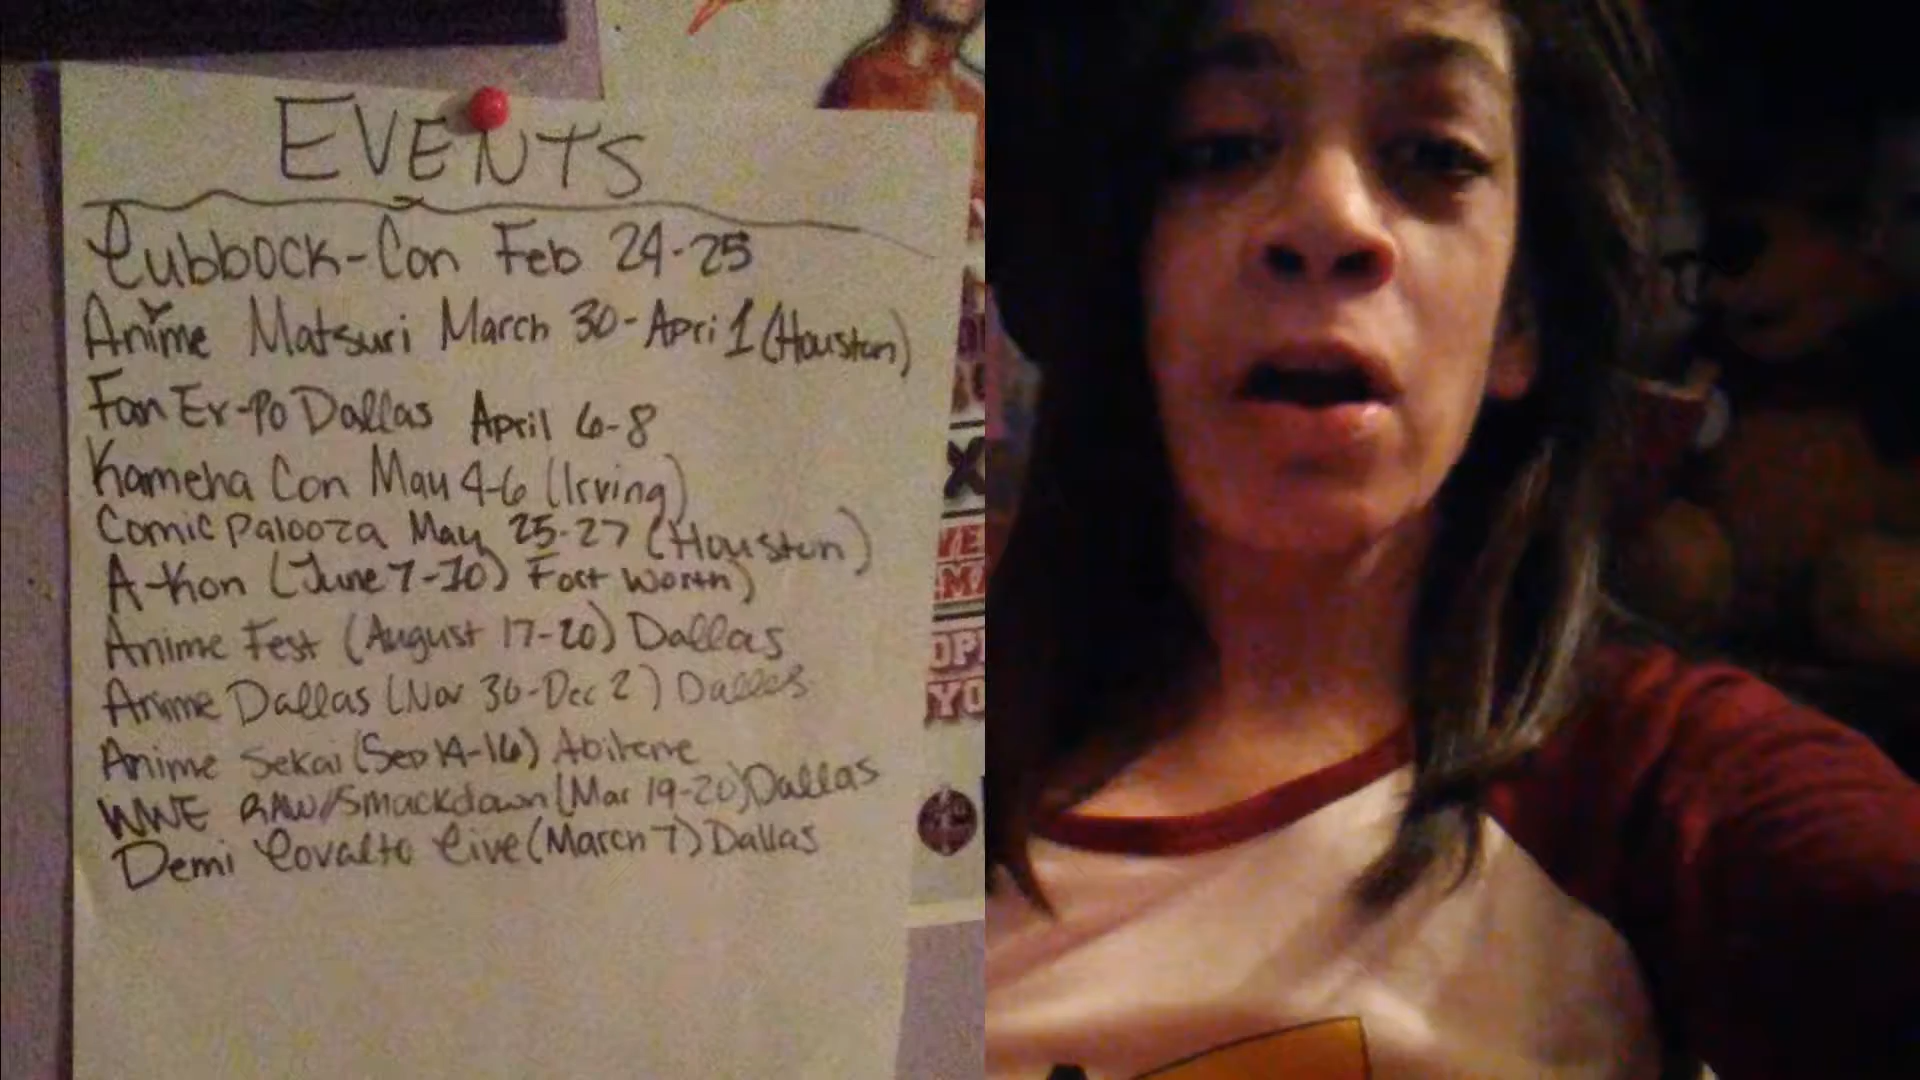 EVENTS
Lubbock-Con Feb 24-25
Anime Matsuri March 30-Apri 1 (Houston)
Fan Ex-po Dallas April 6-8
Kameha Con May 4-6 (Irving)
Comic Palooza May 25-27 (Houston)
A-Kon (June 7-10) Fort Worth)
Anime Fest (August 17-20) Dallas
Anime Dallas (Nov 30-Dec 2) Dallas
Anime Sekai (Sep 14-16) Abilene
WWE RAW//Smackdown (Mar 19-20) Dallas
Demi Lovalto Live (March 7) Dallas
YO